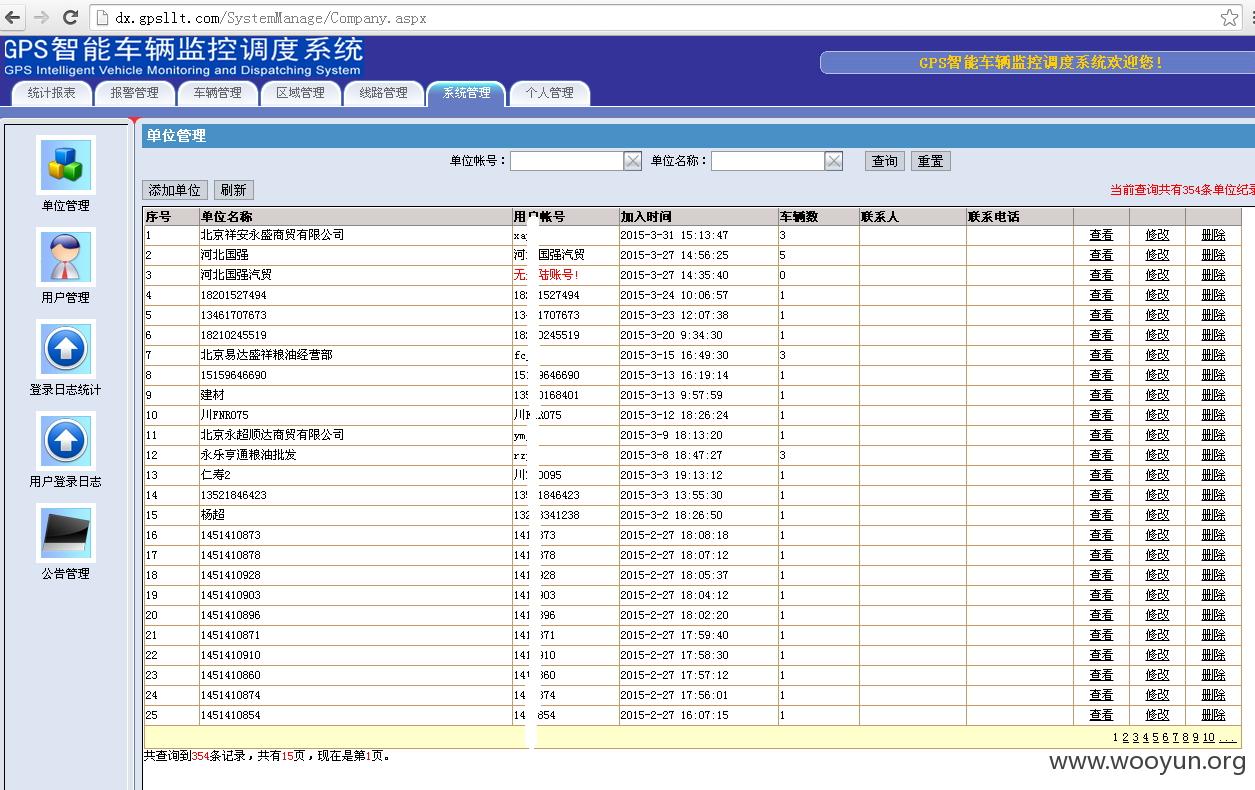 dx.gpsllt.com/SystemManage/Company.aspx
GPS智能车辆监控调度系统
GPS Intelligent Vehicle Monitoring and Dispatching System
GPS智能车辆监控调度系统欢迎您！
统计报表 报警管理 车辆管理 区域管理 线路管理 系统管理 个人管理
单位管理
用户管理
登录日志统计
用户登录日志
公告管理
单位管理
单位帐号： 单位名称： 查询 重置
添加单位 刷新 当前查询共有354条单位纪录
序号 单位名称 用户帐号 加入时间 车辆数 联系人 联系电话
1 北京祥安永盛商贸有限公司 2015-3-31 15:13:47 3 查看 修改 删除
2 河北国强 河 国强汽贸 2015-3-27 14:56:25 5 查看 修改 删除
3 河北国强汽贸 无 陆账号! 2015-3-27 14:35:40 0 查看 修改 删除
4 18201527494 18 1527494 2015-3-24 10:06:57 1 查看 修改 删除
5 13461707673 13 1707673 2015-3-23 12:07:38 1 查看 修改 删除
6 18210245519 18 0245519 2015-3-20 9:34:30 1 查看 修改 删除
7 北京易达盛祥粮油经营部 2015-3-15 16:49:30 3 查看 修改 删除
8 15159646690 15 9646690 2015-3-13 16:19:14 1 查看 修改 删除
9 建材 13 0168401 2015-3-13 9:57:59 1 查看 修改 删除
10 川FNR075 川 R075 2015-3-12 18:26:24 1 查看 修改 删除
11 北京永超顺达商贸有限公司 ym 2015-3-9 18:13:20 1 查看 修改 删除
12 永乐亨通粮油批发 rz 2015-3-8 18:47:27 3 查看 修改 删除
13 仁寿2 川 0095 2015-3-3 19:13:12 1 查看 修改 删除
14 13521846423 13 1846423 2015-3-3 13:55:30 1 查看 修改 删除
15 杨超 13 8341238 2015-3-2 18:26:50 1 查看 修改 删除
16 1451410873 14 873 2015-2-27 18:08:18 1 查看 修改 删除
17 1451410878 14 878 2015-2-27 18:07:12 1 查看 修改 删除
18 1451410928 14 928 2015-2-27 18:05:37 1 查看 修改 删除
19 1451410903 14 903 2015-2-27 18:04:12 1 查看 修改 删除
20 1451410896 14 896 2015-2-27 18:02:20 1 查看 修改 删除
21 1451410871 14 871 2015-2-27 17:59:40 1 查看 修改 删除
22 1451410910 14 910 2015-2-27 17:58:30 1 查看 修改 删除
23 1451410860 14 860 2015-2-27 17:57:12 1 查看 修改 删除
24 1451410874 14 874 2015-2-27 17:56:01 1 查看 修改 删除
25 1451410854 14 854 2015-2-27 16:07:15 1 查看 修改 删除
1 2 3 4 5 6 7 8 9 10 ...
共查询到354条记录，共有15页，现在是第1页。
www.wooyun.org